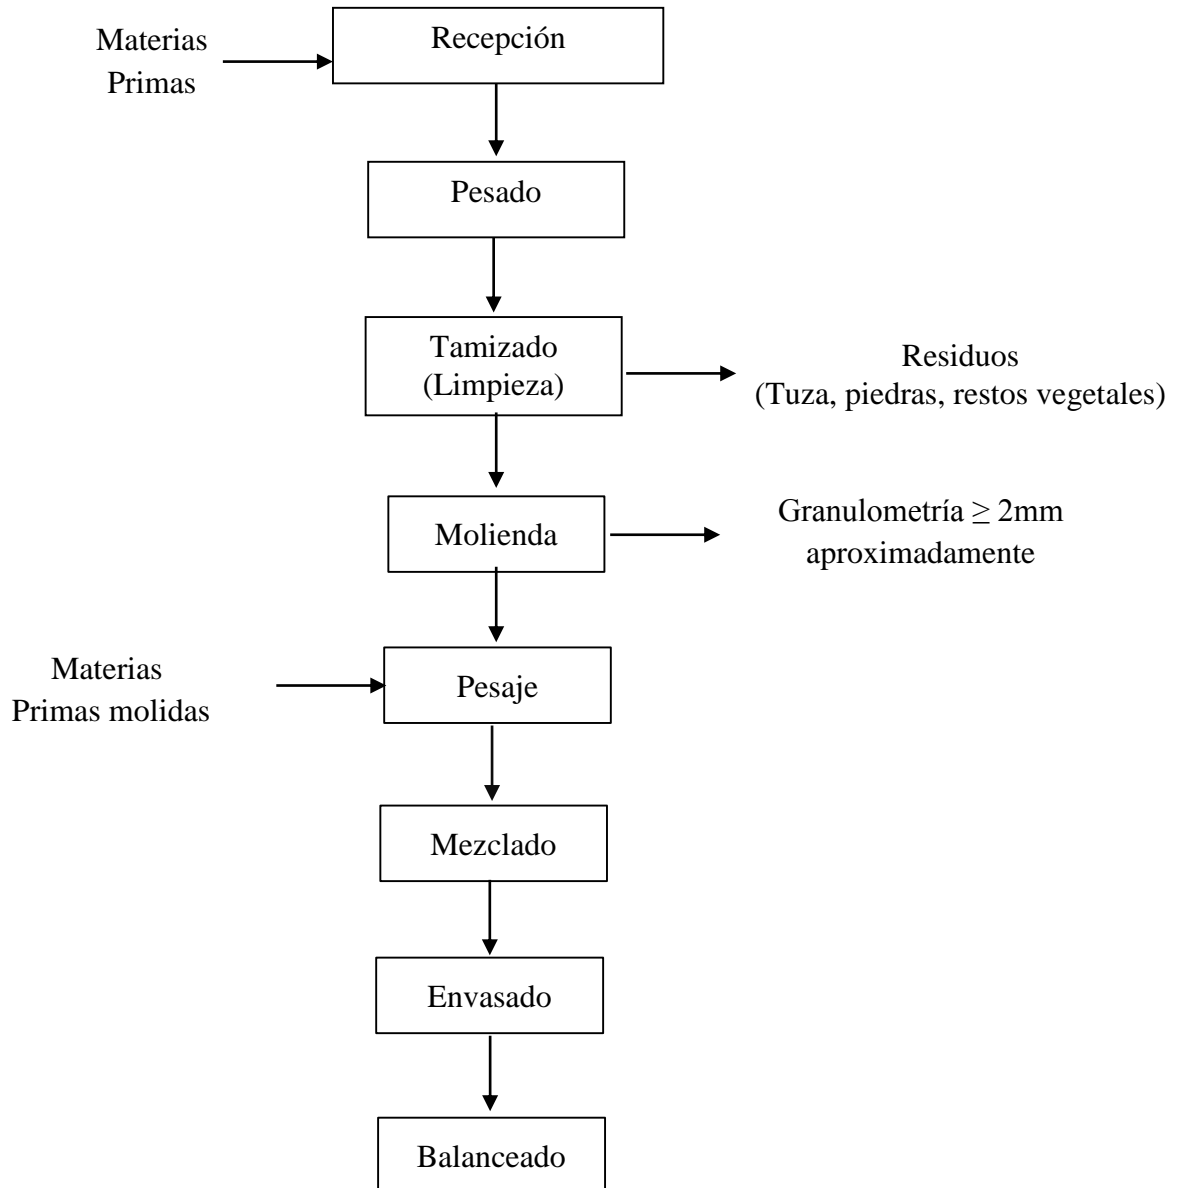 Materias
Primas
Recepción
Pesado
Tamizado
(Limpieza)
Residuos
(Tuza, piedras, restos vegetales)
Molienda
Granulometría ≥ 2mm
aproximadamente
Materias
Primas molidas
Pesaje
Mezclado
Envasado
Balanceado